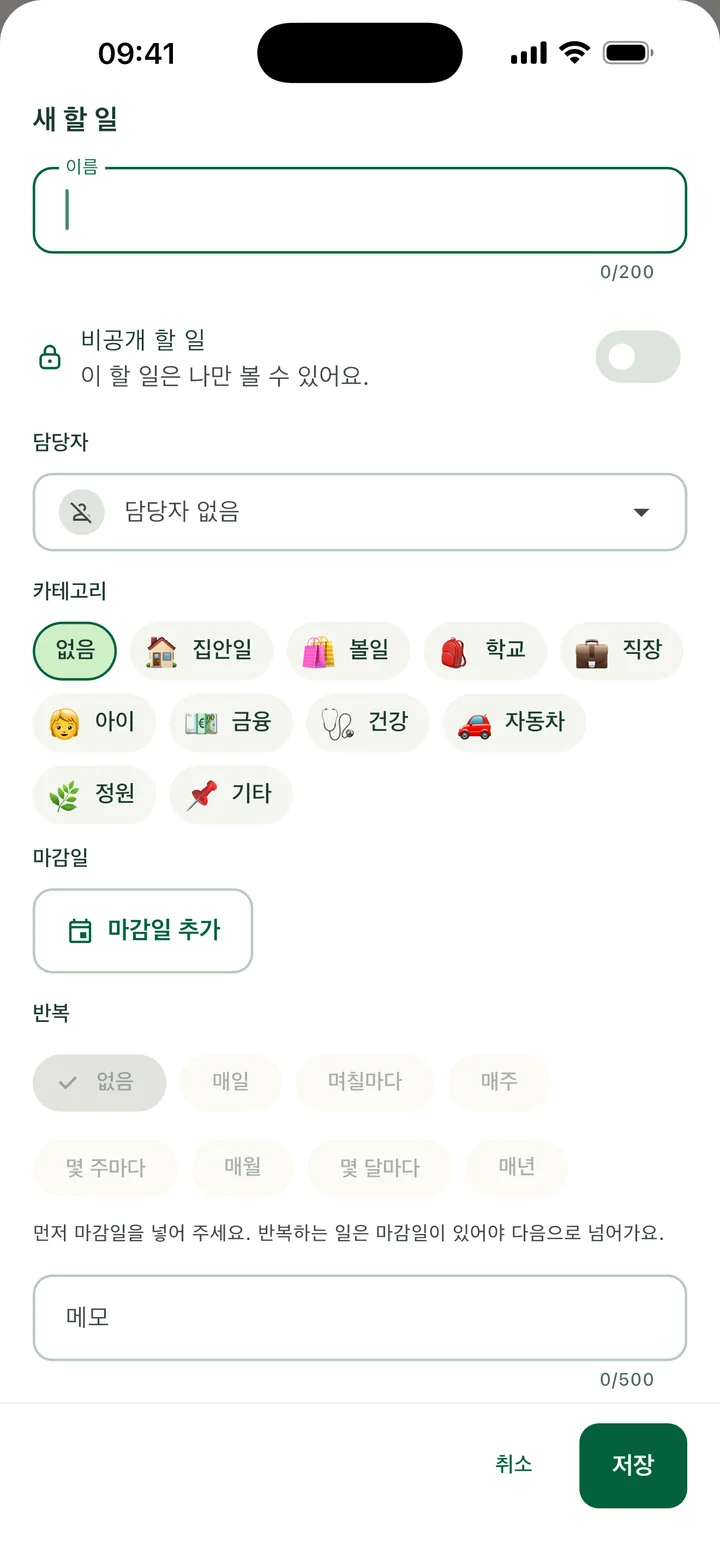 09:41
새 할 일
이름
0/200
비공개 할 일
이 할 일은 나만 볼 수 있어요.
담당자
담당자 없음
카테고리
없음 집안일 볼일 학교 직장
아이 금융 건강 자동차
정원 기타
마감일
마감일 추가
반복
없음 매일 며칠마다 매주
몇 주마다 매월 몇 달마다 매년
먼저 마감일을 넣어 주세요. 반복하는 일은 마감일이 있어야 다음으로 넘어가요.
메모
0/500
취소 저장